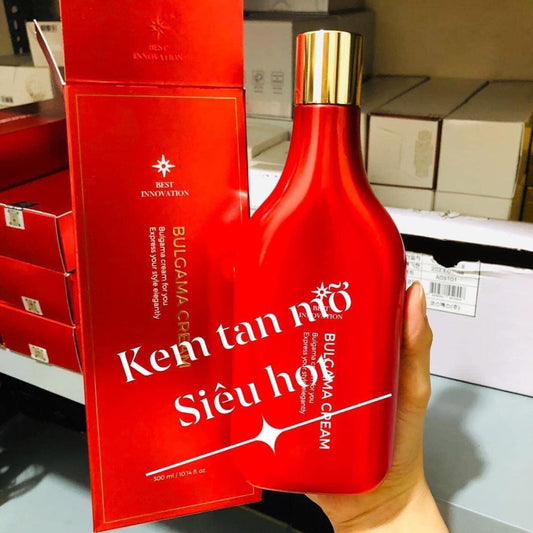 BEST
INNOVATION
BEST
INNOVATION
BULGAMA CREAM
Bulgama cream for you
Express your style elegantly
300 ml / 10.14 fl. oz.
BEST
INNOVATION
BULGAMA CREAM
Bulgama cream for you
Express your style elegantly
Kem tan mỡ
Siêu hot